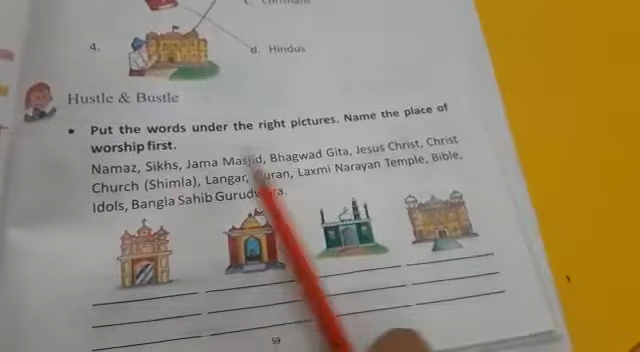 c. Christians
4.
d. Hindus
Hustle & Bustle
• Put the words under the right pictures. Name the place of
worship first.
Namaz, Sikhs, Jama Masjid, Bhagwad Gita, Jesus Christ, Christ
Church (Shimla), Langar, Quran, Laxmi Narayan Temple, Bible,
Idols, Bangla Sahib Gurudwara.
59